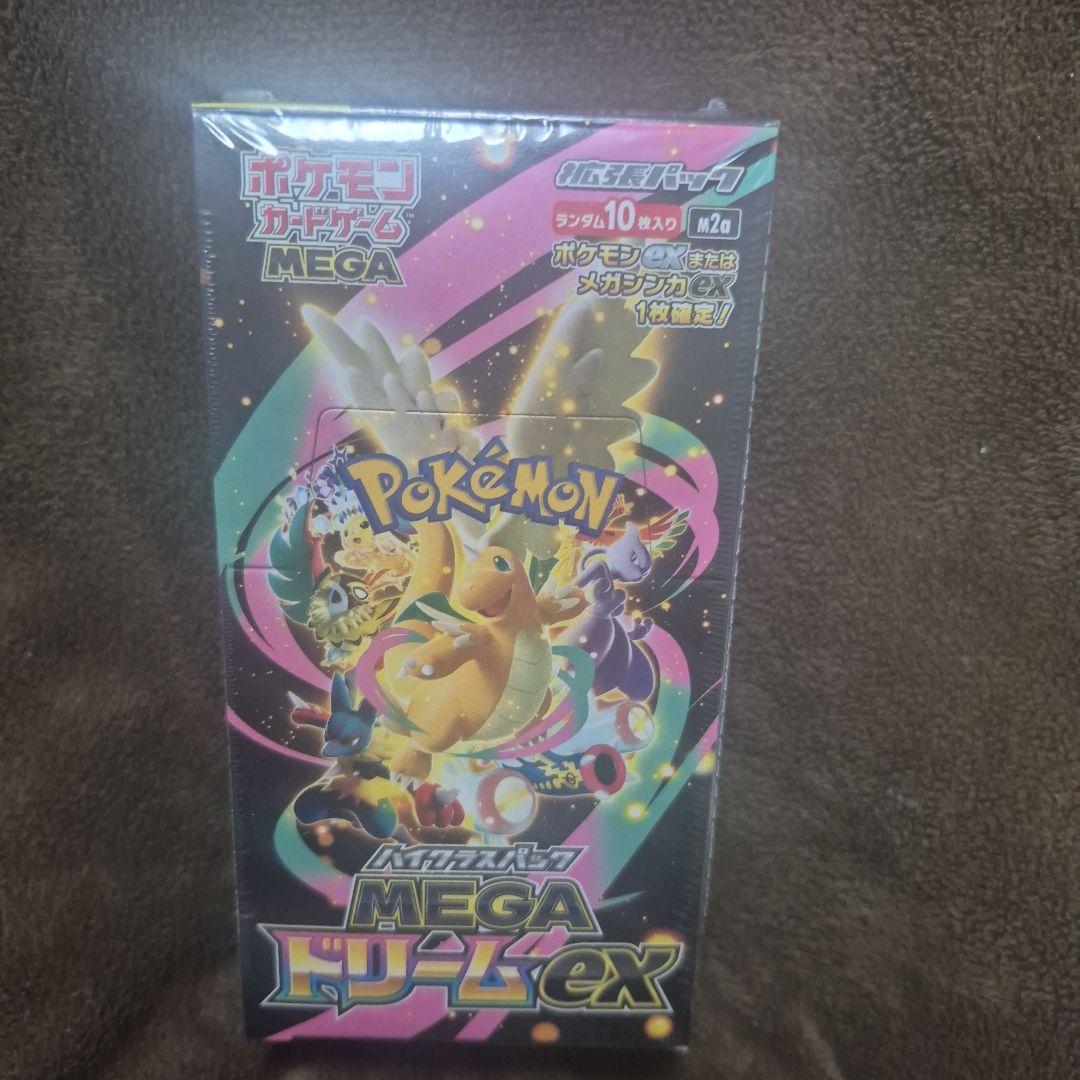 ポケモン
カードゲーム™
MEGA
拡張パック
ランダム10枚入り M2a
ポケモンexまたは
メガシンカex
1枚確定!
POKéMON
ハイクラスパック
MEGA
ドリームex